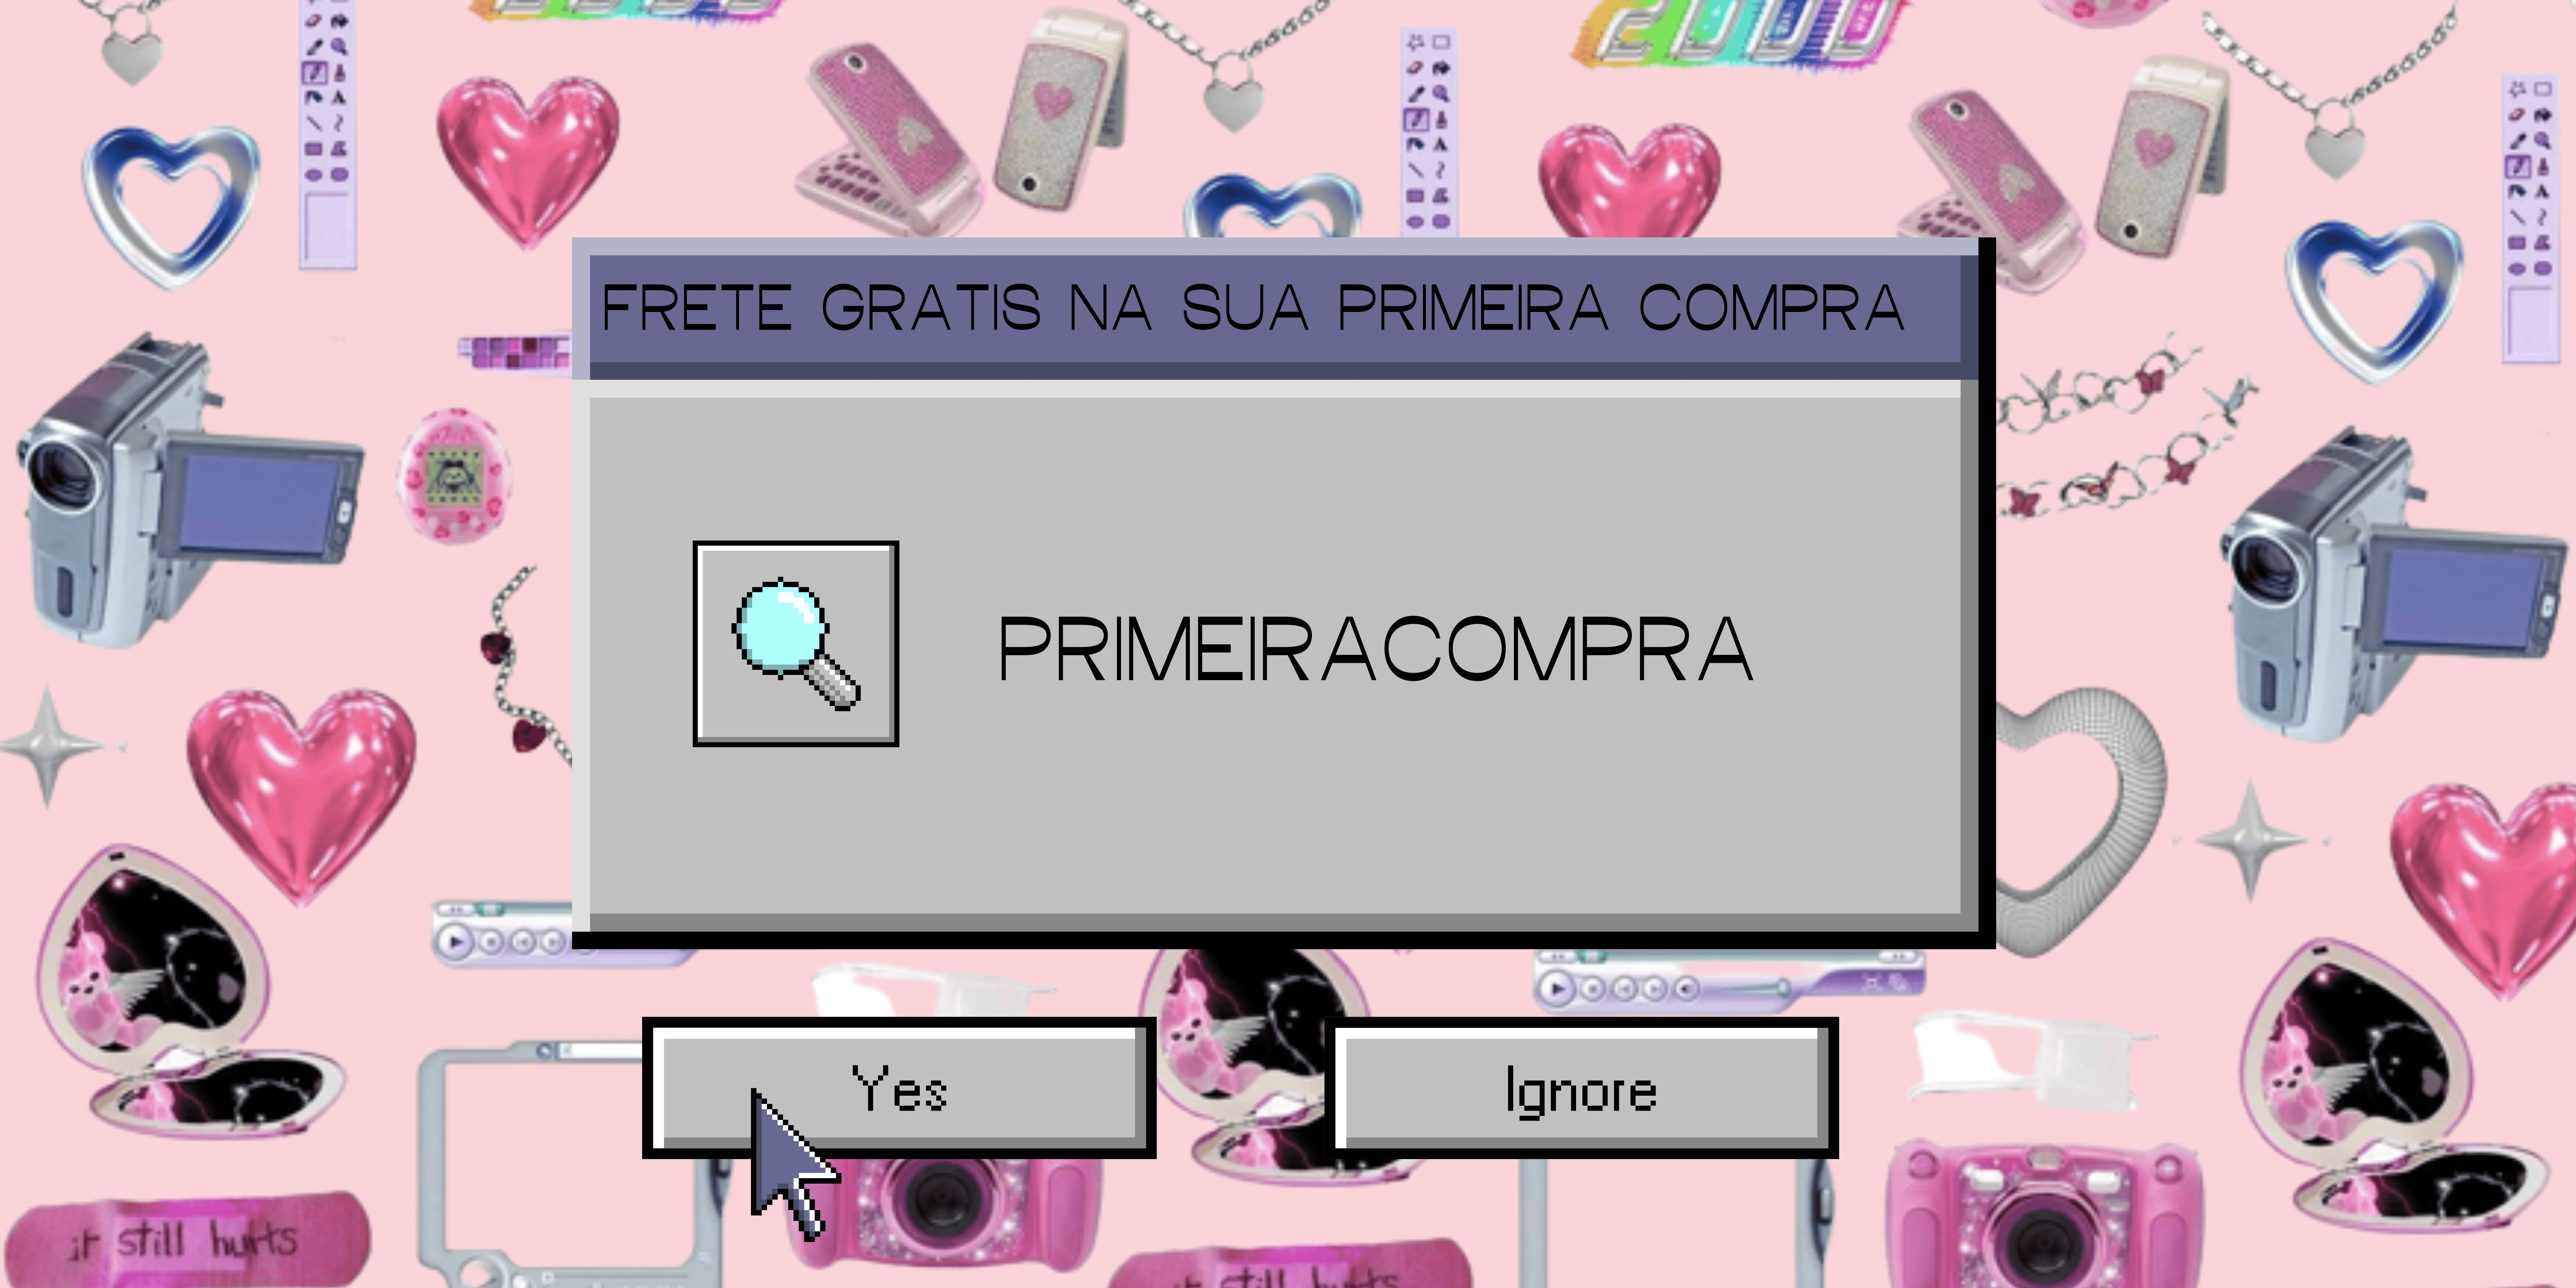 2000
FRETE GRATIS NA SUA PRIMEIRA COMPRA
PRIMEIRACOMPRA
Yes
Ignore
it still hurts
it still hurts